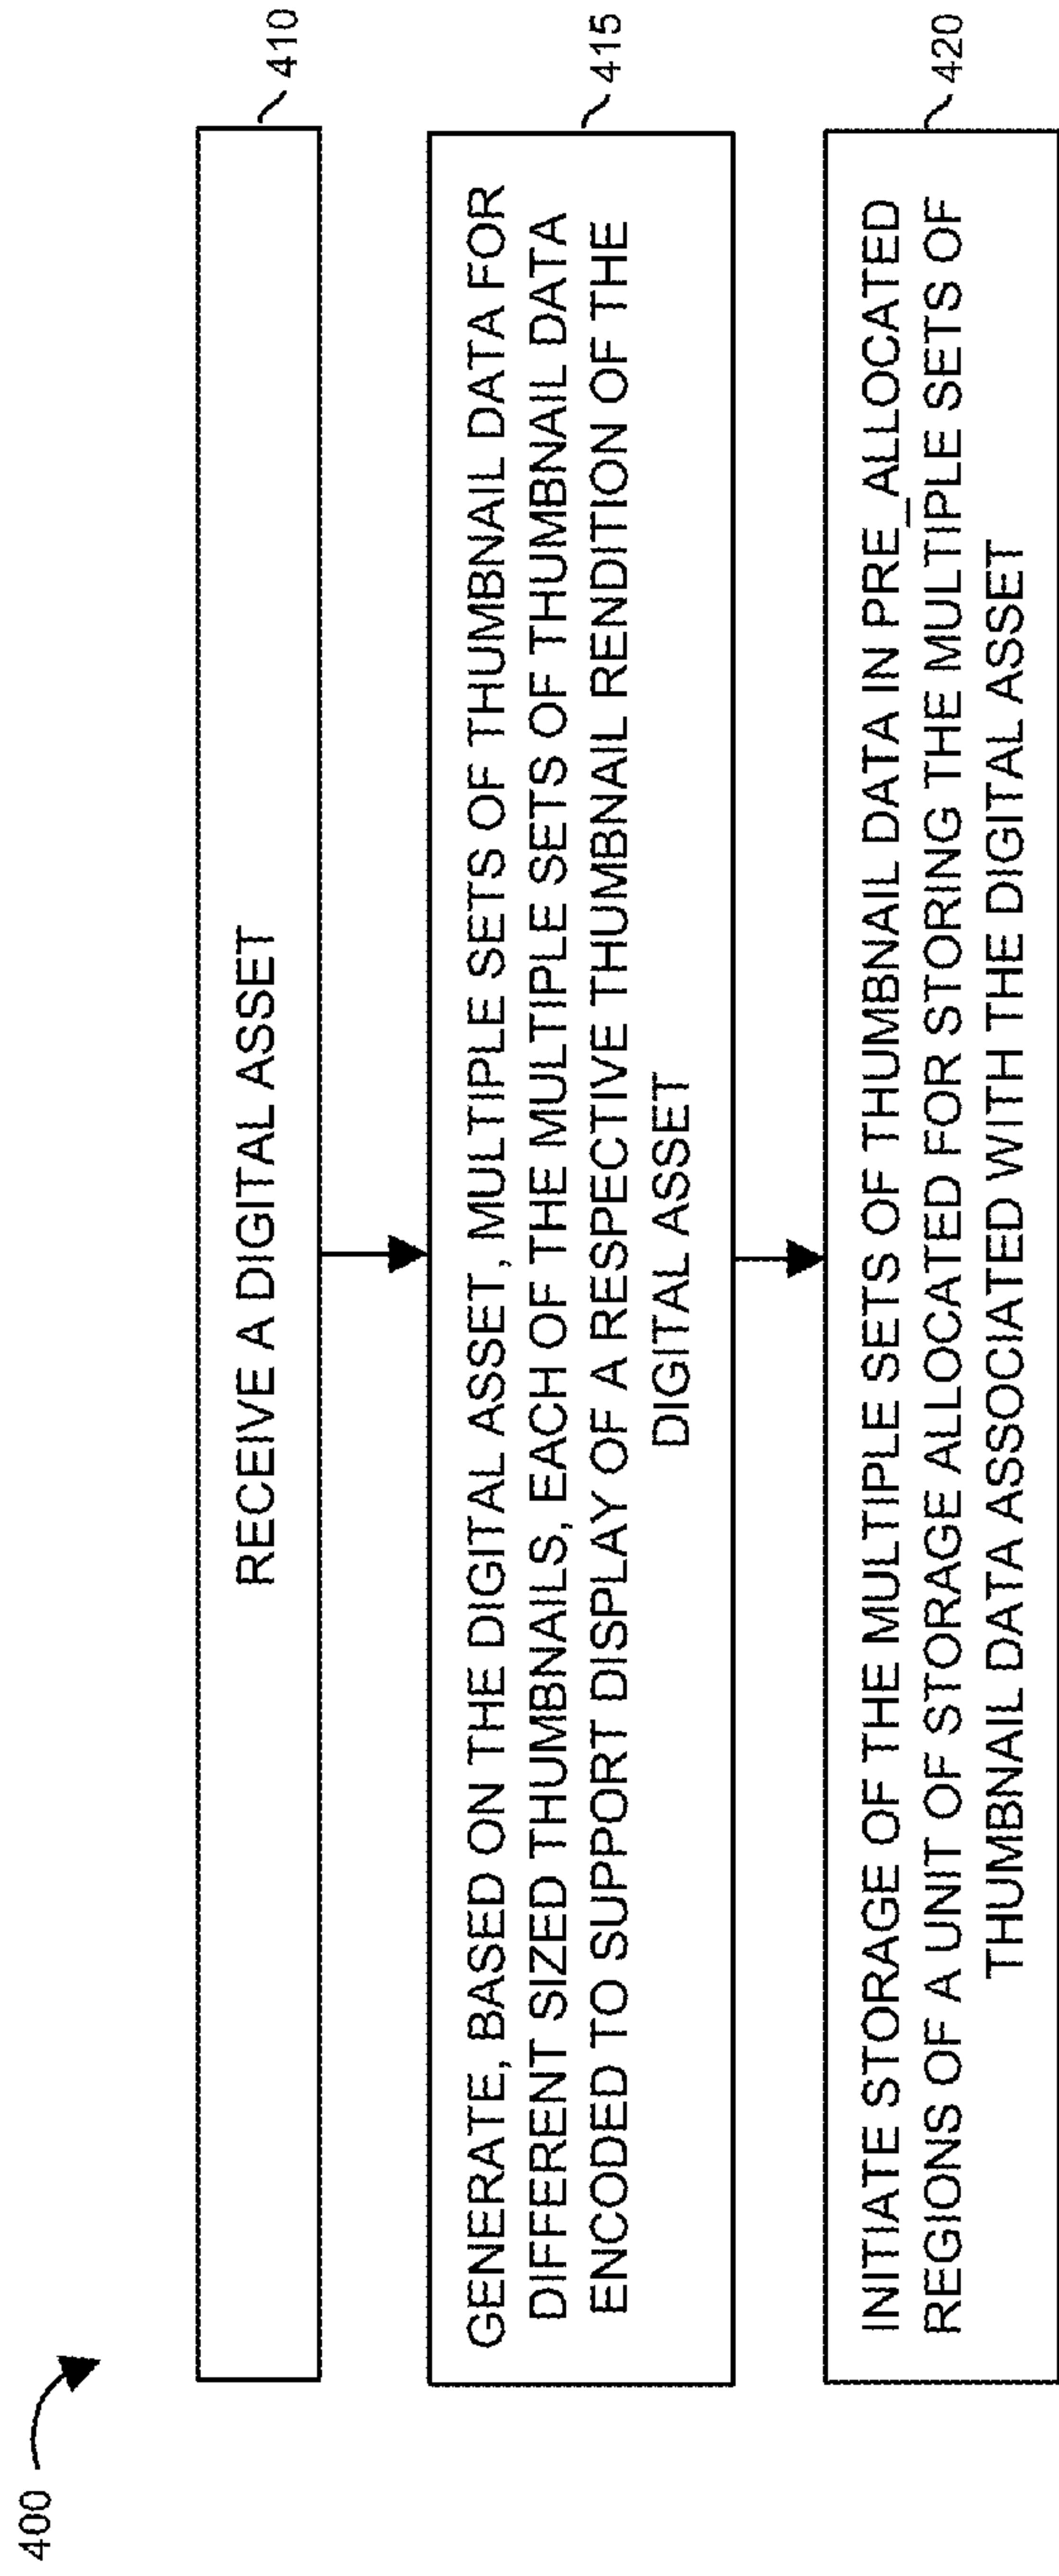 400
RECEIVE A DIGITAL ASSET
410
GENERATE, BASED ON THE DIGITAL ASSET, MULTIPLE SETS OF THUMBNAIL DATA FOR
DIFFERENT SIZED THUMBNAILS, EACH OF THE MULTIPLE SETS OF THUMBNAIL DATA
ENCODED TO SUPPORT DISPLAY OF A RESPECTIVE THUMBNAIL RENDITION OF THE
DIGITAL ASSET
415
INITIATE STORAGE OF THE MULTIPLE SETS OF THUMBNAIL DATA IN PRE_ALLOCATED
REGIONS OF A UNIT OF STORAGE ALLOCATED FOR STORING THE MULTIPLE SETS OF
THUMBNAIL DATA ASSOCIATED WITH THE DIGITAL ASSET
420